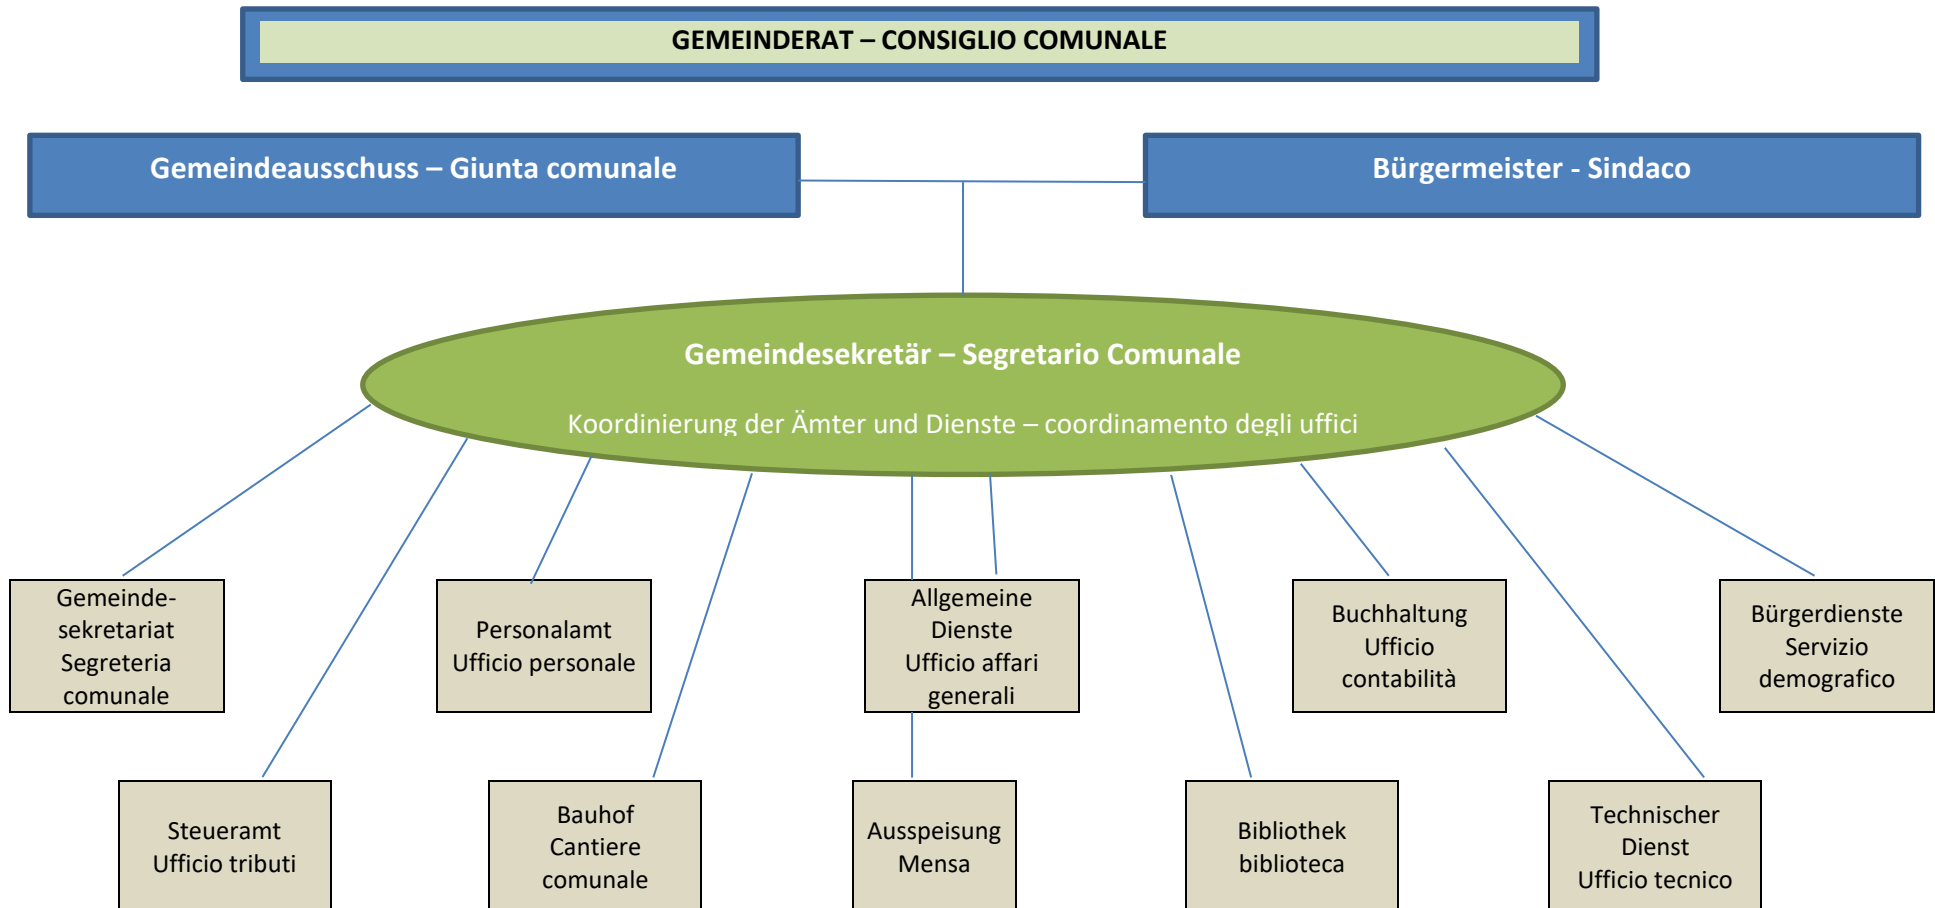 GEMEINDERAT – CONSIGLIO COMUNALE
Gemeindeausschuss – Giunta comunale
Bürgermeister - Sindaco
Gemeindesekretär – Segretario Comunale
Koordinierung der Ämter und Dienste – coordinamento degli uffici
Gemeinde-
sekretariat
Segreteria
comunale
Personalamt
Ufficio personale
Allgemeine
Dienste
Ufficio affari
generali
Buchhaltung
Ufficio
contabilità
Bürgerdienste
Servizio
demografico
Steueramt
Ufficio tributi
Bauhof
Cantiere
comunale
Ausspeisung
Mensa
Bibliothek
biblioteca
Technischer
Dienst
Ufficio tecnico